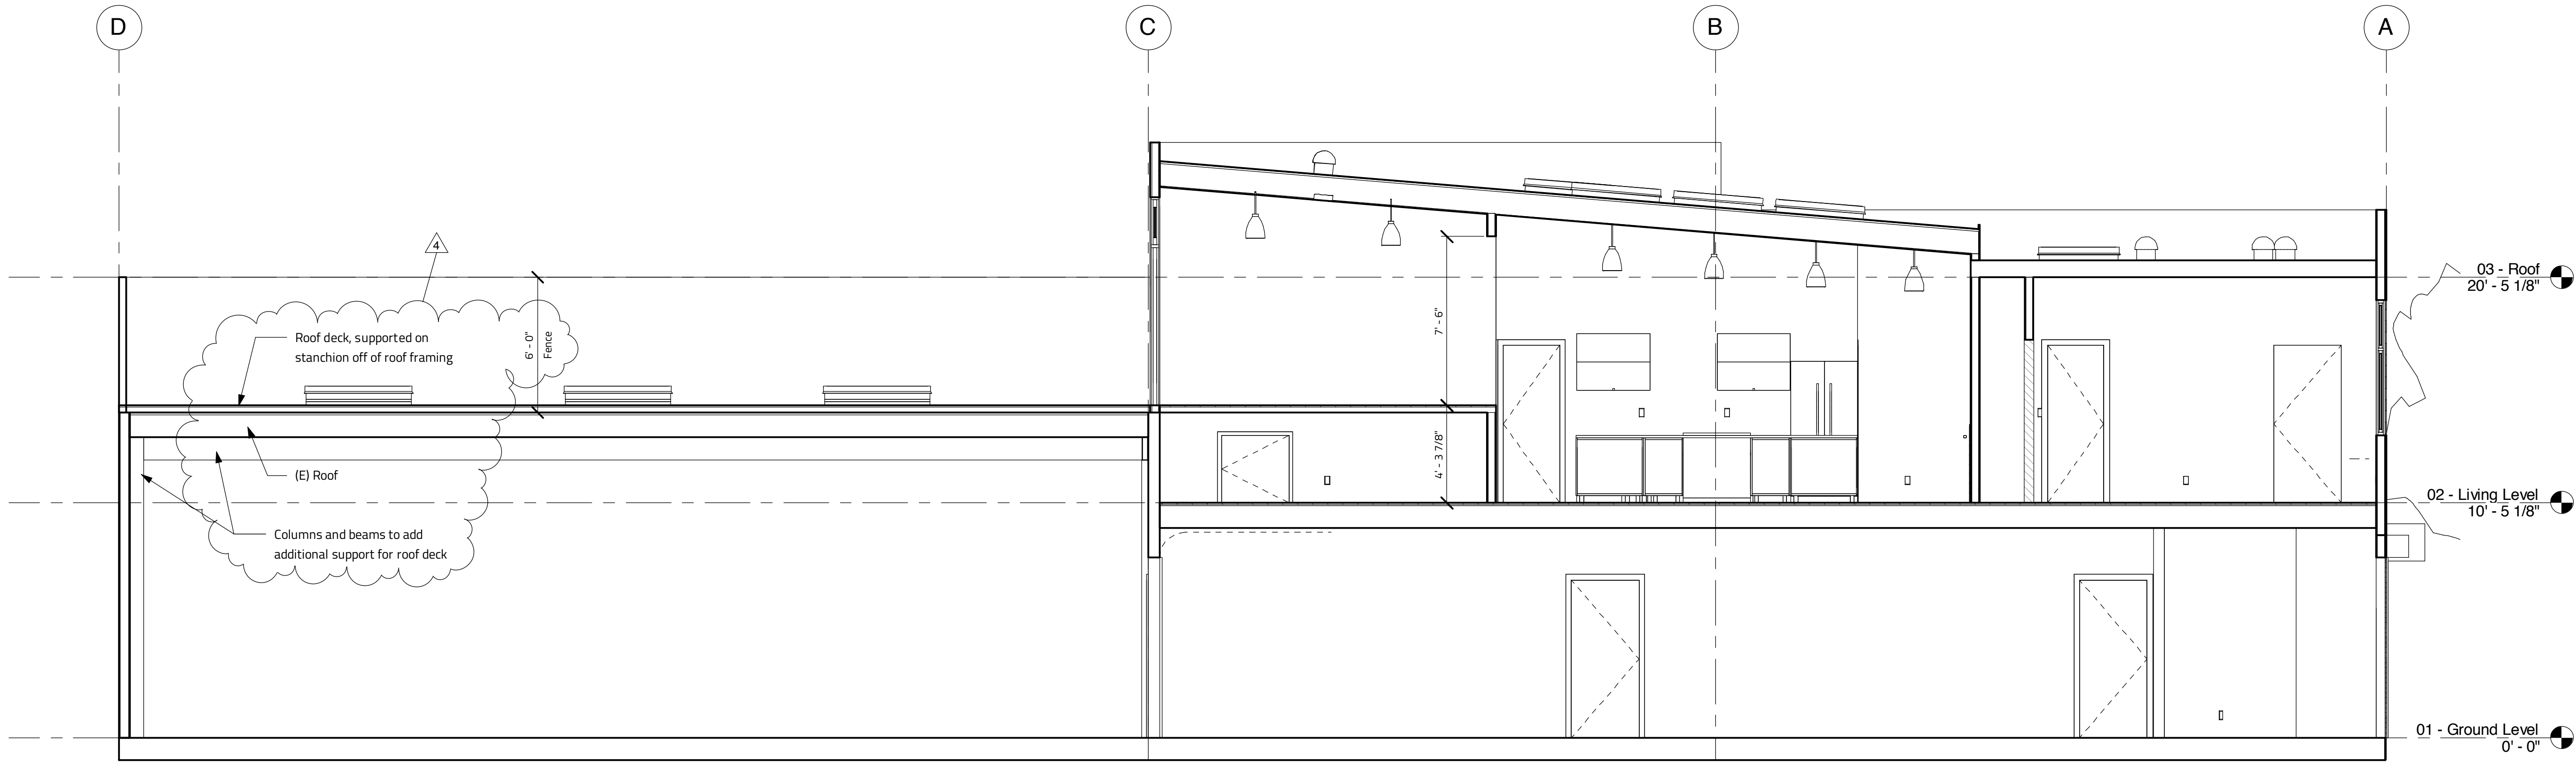 D
C
B
A
4
03 - Roof
20' - 5 1/8"
Roof deck, supported on
stanchion off of roof framing
6' - 0"
Fence
7' - 6"
4' - 3 7/8"
(E) Roof
02 - Living Level
10' - 5 1/8"
Columns and beams to add
additional support for roof deck
01 - Ground Level
0' - 0"